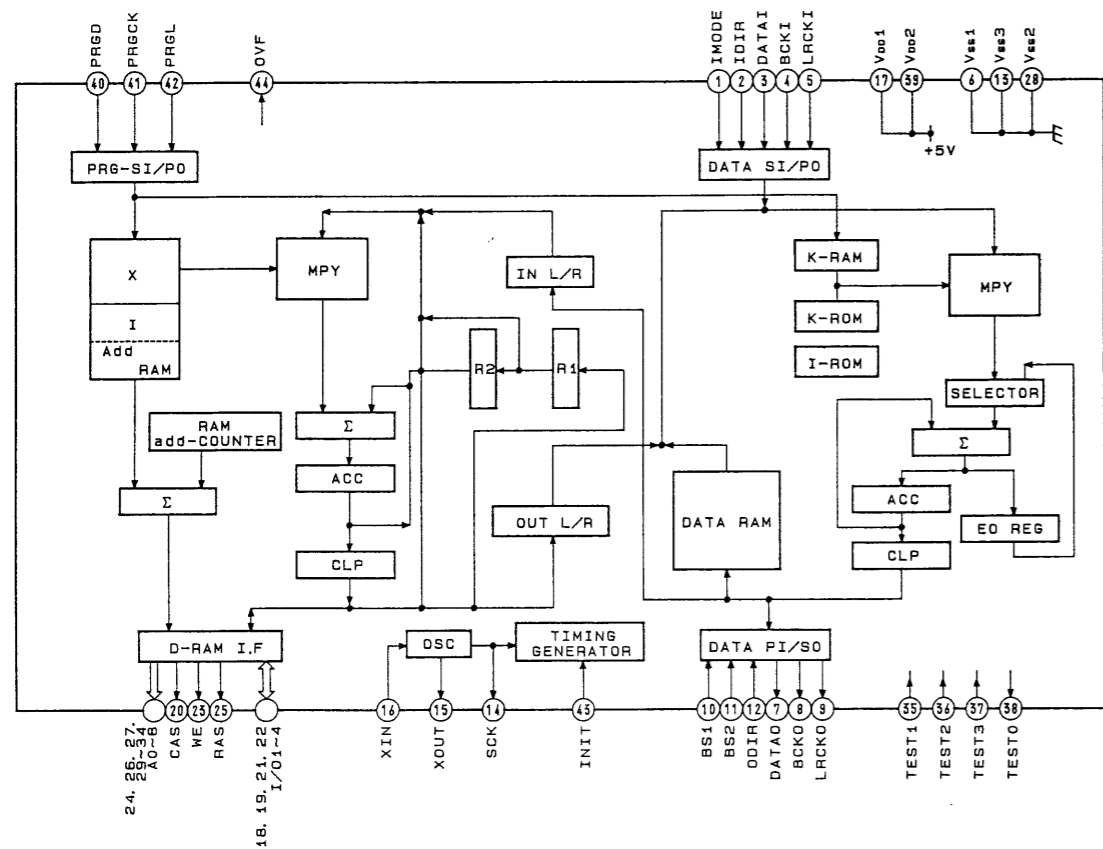 PRGD
PRGCK
PRGL
OVF
IMODE
IDIR
DATAI
BCKI
LRCKI
VDD1
VDD2
Vss1
Vss3
Vss2
40
41
42
44
1
2
3
4
5
17
39
6
13
28
+5V
PRG-SI/PO
DATA SI/PO
X
I
Add
RAM
MPY
IN L/R
K-RAM
K-ROM
I-ROM
MPY
R2
R1
SELECTOR
RAM
add-COUNTER
Σ
Σ
ACC
Σ
ACC
EO REG
CLP
OUT L/R
DATA RAM
CLP
D-RAM I.F
OSC
TIMING
GENERATOR
DATA PI/SO
20
23
25
16
15
14
43
10
11
12
7
8
9
35
36
37
38
24. 26. 27.
29~34
A0~8
CAS
WE
RAS
18. 19. 21. 22
I/O1~4
XIN
XOUT
SCK
INIT
BS1
BS2
ODIR
DATAO
BCKO
LRCKO
TEST1
TEST2
TEST3
TESTO